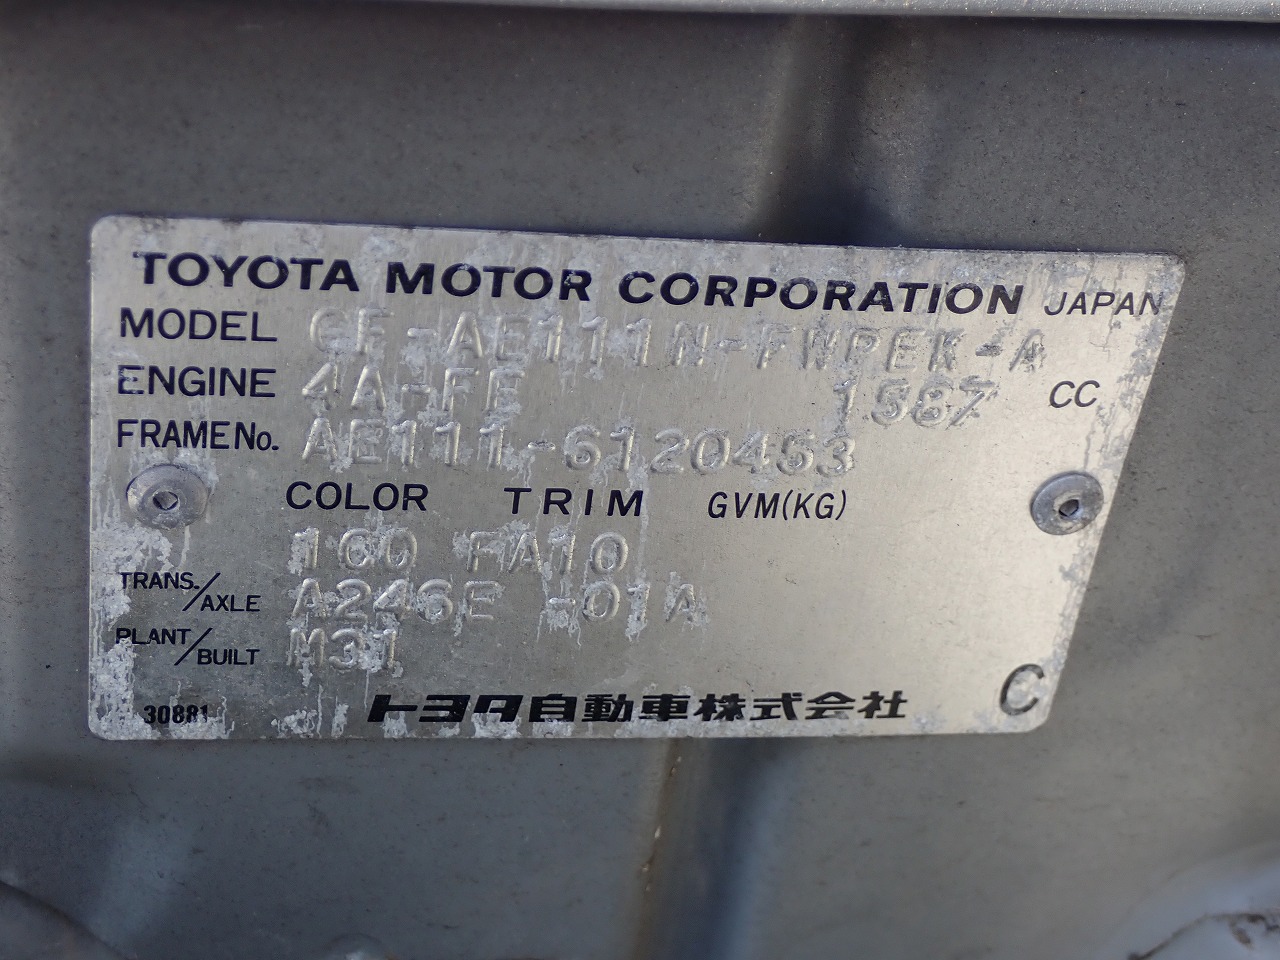 TOYOTA MOTOR CORPORATION JAPAN
MODEL GF-AE111N-FWPEK-A
ENGINE 4A-FE 1587 CC
FRAME No. AE111-6120453
COLOR TRIM GVM(KG)
1C0 FA10
TRANS./AXLE A246E -01A
PLANT/BUILT M31
30881 トヨタ自動車株式会社 C